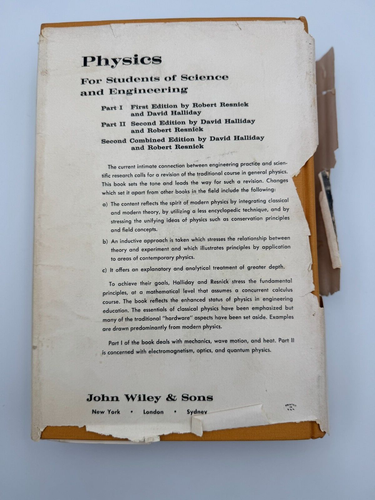 Physics
For Students of Science
and Engineering
Part I First Edition by Robert Resnick
and David Halliday
Part II Second Edition by David Halliday
and Robert Resnick
Second Combined Edition by David Halliday
and Robert Resnick
The current intimate connection between engineering practice and scien-
tific research calls for a revision of the traditional course in general physics.
This book sets the tone and leads the way for such a revision. Changes
which set it apart from other books in the field include the following:
a) The content reflects the spirit of modern physics by integrating classical
and modern theory, by utilizing a less encyclopedic technique, and by
stressing the unifying ideas of physics such as conservation principles
and field concepts.
b) An inductive approach is taken which stresses the relationship between
theory and experiment and which illustrates principles by application
to areas of contemporary physics.
c) It offers an explanatory and analytical treatment of greater depth.
To achieve their goals, Halliday and Resnick stress the fundamental
principles, at a mathematical level that assumes a concurrent calculus
course. The book reflects the enhanced status of physics in engineering
education. The essentials of classical physics have been emphasized but
many of the traditional "hardware" aspects have been set aside. Examples
are drawn predominantly from modern physics.
Part I of the book deals with mechanics, wave motion, and heat. Part II
is concerned with electromagnetism, optics, and quantum physics.
John Wiley & Sons
New York · London · Sydney